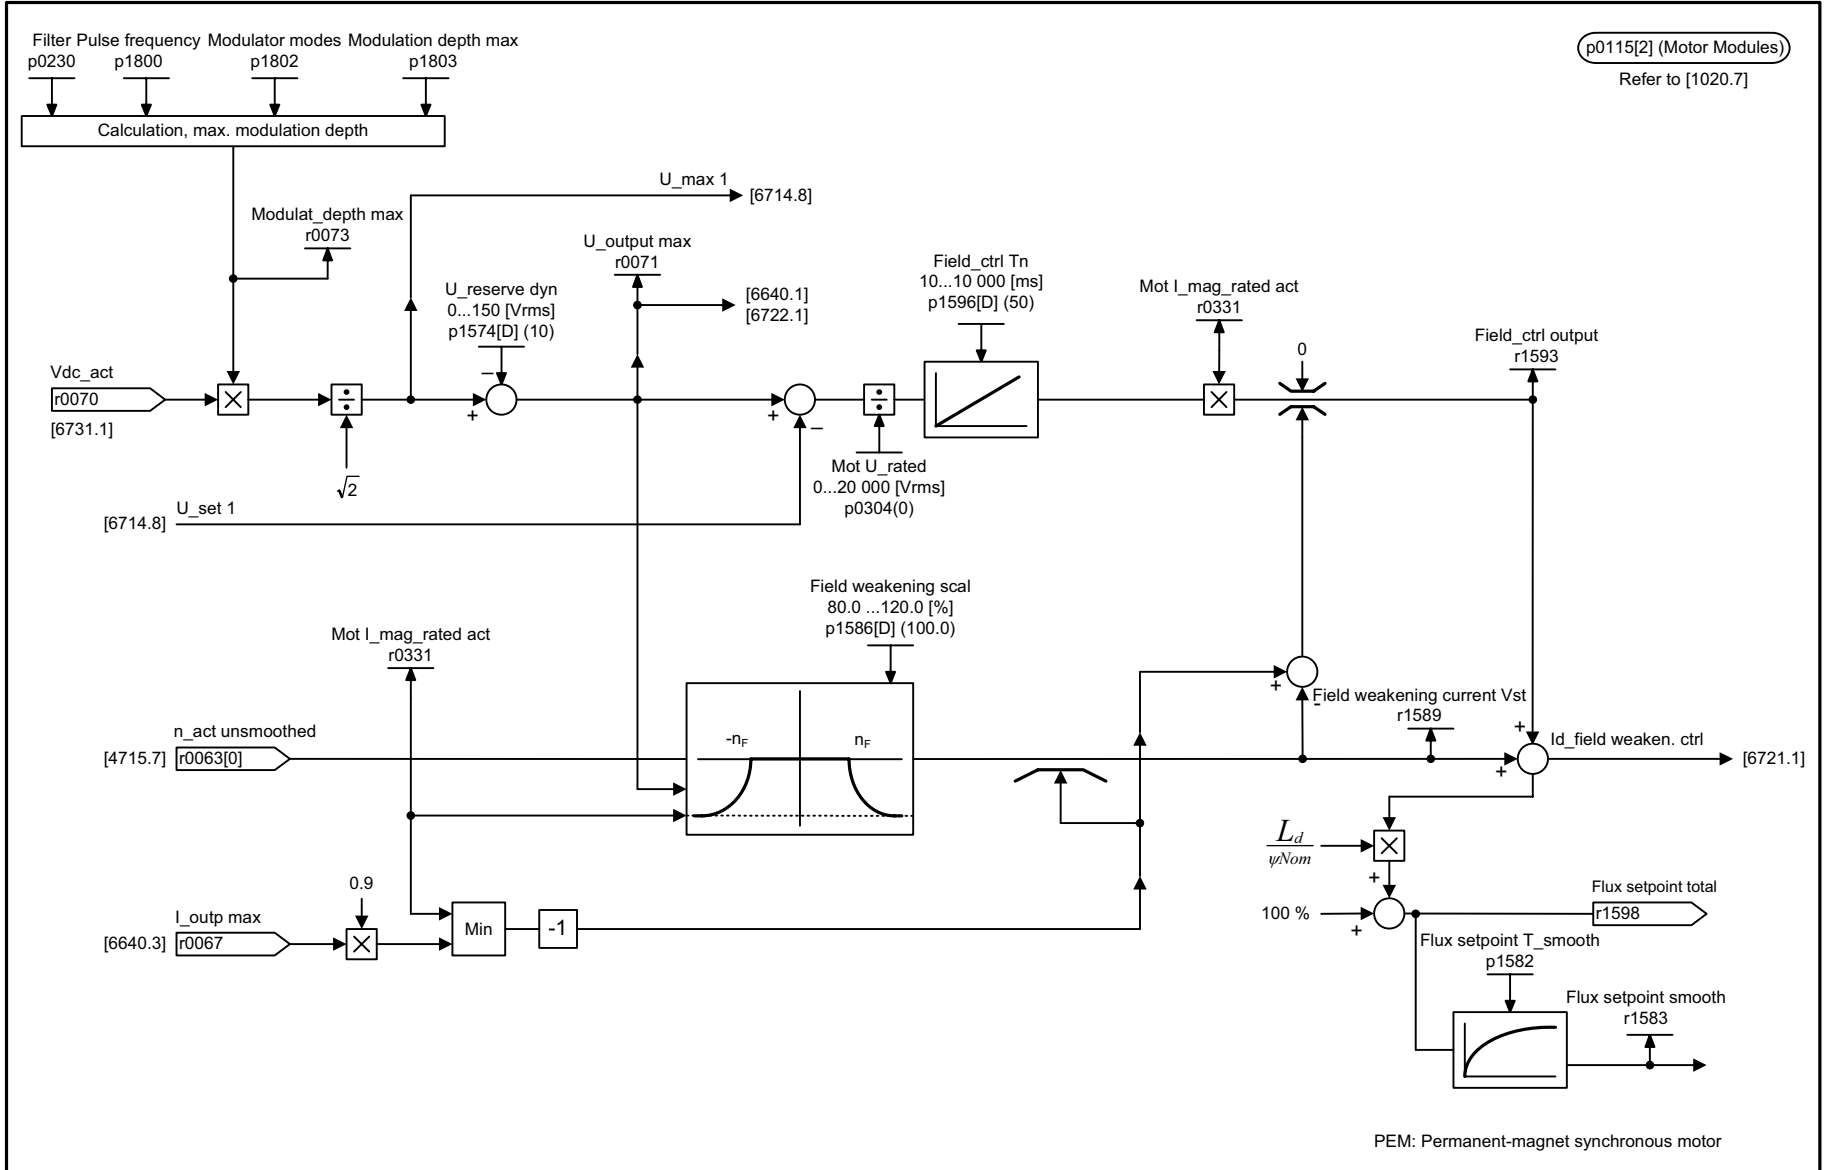 Filter Pulse frequency Modulator modes Modulation depth max
p0230 p1800 p1802 p1803
Calculation, max. modulation depth
p0115[2] (Motor Modules)
Refer to [1020.7]
U_max 1
[6714.8]
Modulat_depth max
r0073
U_output max
r0071
U_reserve dyn
0...150 [Vrms]
p1574[D] (10)
[6640.1]
[6722.1]
Field_ctrl Tn
10...10 000 [ms]
p1596[D] (50)
Mot I_mag_rated act
r0331
0
Field_ctrl output
r1593
Vdc_act
r0070
[6731.1]
×
÷
√2
–
+
+
–
÷
×
Mot U_rated
0...20 000 [Vrms]
p0304(0)
[6714.8]
U_set 1
Field weakening scal
80.0 ...120.0 [%]
p1586[D] (100.0)
Mot I_mag_rated act
r0331
+
-
Field weakening current Vst
r1589
n_act unsmoothed
[4715.7]
r0063[0]
-nF
nF
+
+
Id_field weaken. ctrl
[6721.1]
Ld
ψNom
×
+
100 %
+
Flux setpoint total
r1598
0.9
I_outp max
[6640.3]
r0067
×
Min
-1
Flux setpoint T_smooth
p1582
Flux setpoint smooth
r1583
PEM: Permanent-magnet synchronous motor